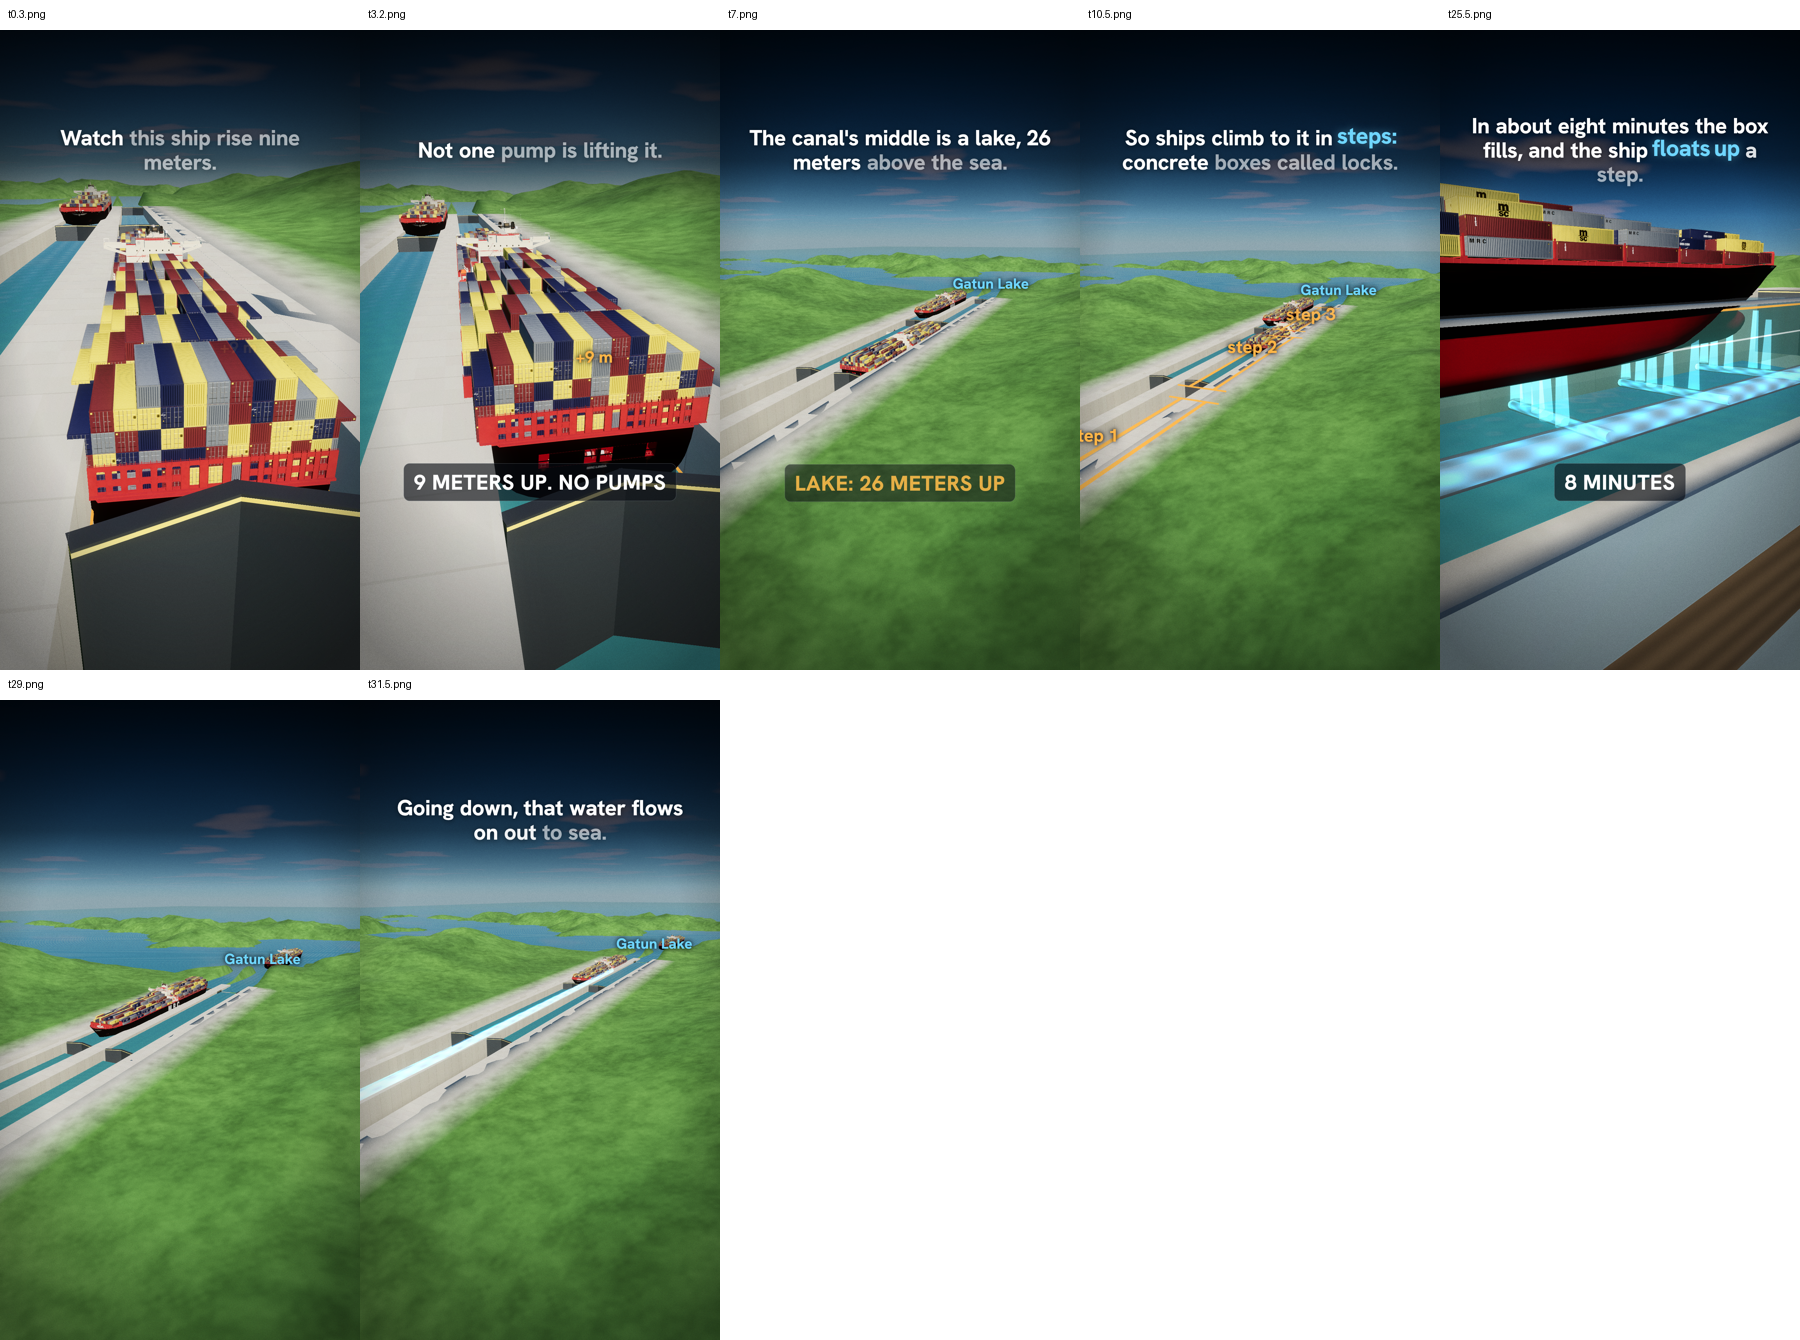 t0.3.png
t3.2.png
t7.png
t10.5.png
t25.5.png
Watch this ship rise nine
meters.
+9 m
Not one pump is lifting it.
+9 m
9 METERS UP. NO PUMPS
The canal's middle is a lake, 26
meters above the sea.
Gatun Lake
LAKE: 26 METERS UP
So ships climb to it in steps:
concrete boxes called locks.
Gatun Lake
step 3
step 2
tep 1
In about eight minutes the box
fills, and the ship floats up a
step.
m
m
sc
MRC
MRC
m
sc
8 MINUTES
t29.png
t31.5.png
Gatun Lake
Going down, that water flows
on out to sea.
Gatun Lake